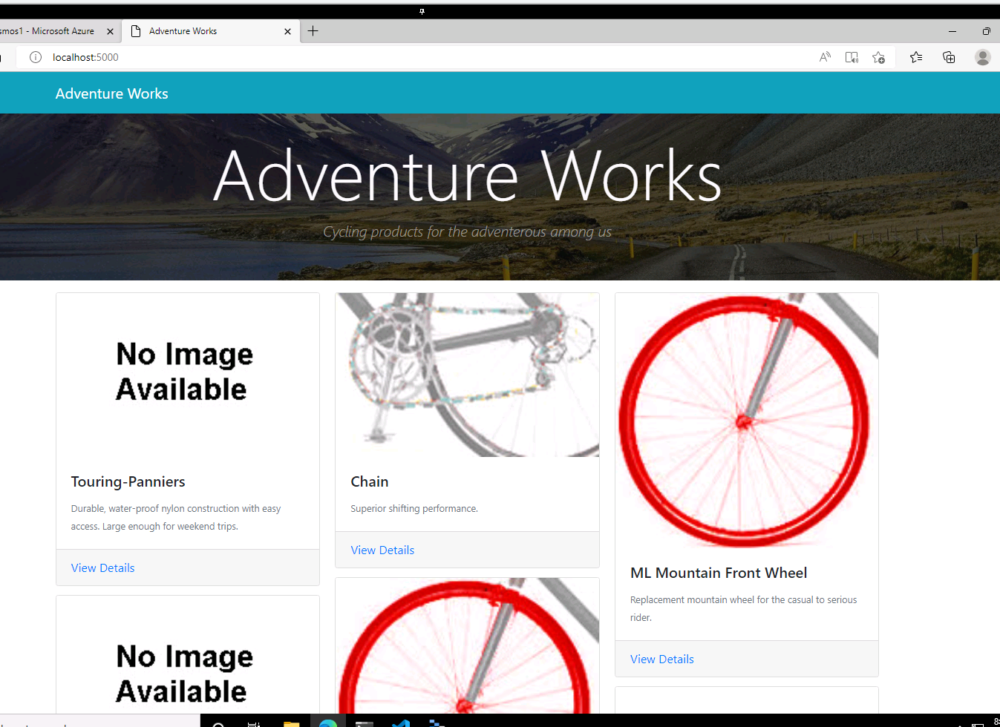 smos1 - Microsoft Azure
Adventure Works
localhost:5000
Adventure Works
Adventure Works
Cycling products for the adventerous among us
No Image
Available
Touring-Panniers
Durable, water-proof nylon construction with easy
access. Large enough for weekend trips.
View Details
Chain
Superior shifting performance.
View Details
ML Mountain Front Wheel
Replacement mountain wheel for the casual to serious
rider.
View Details
No Image
Available